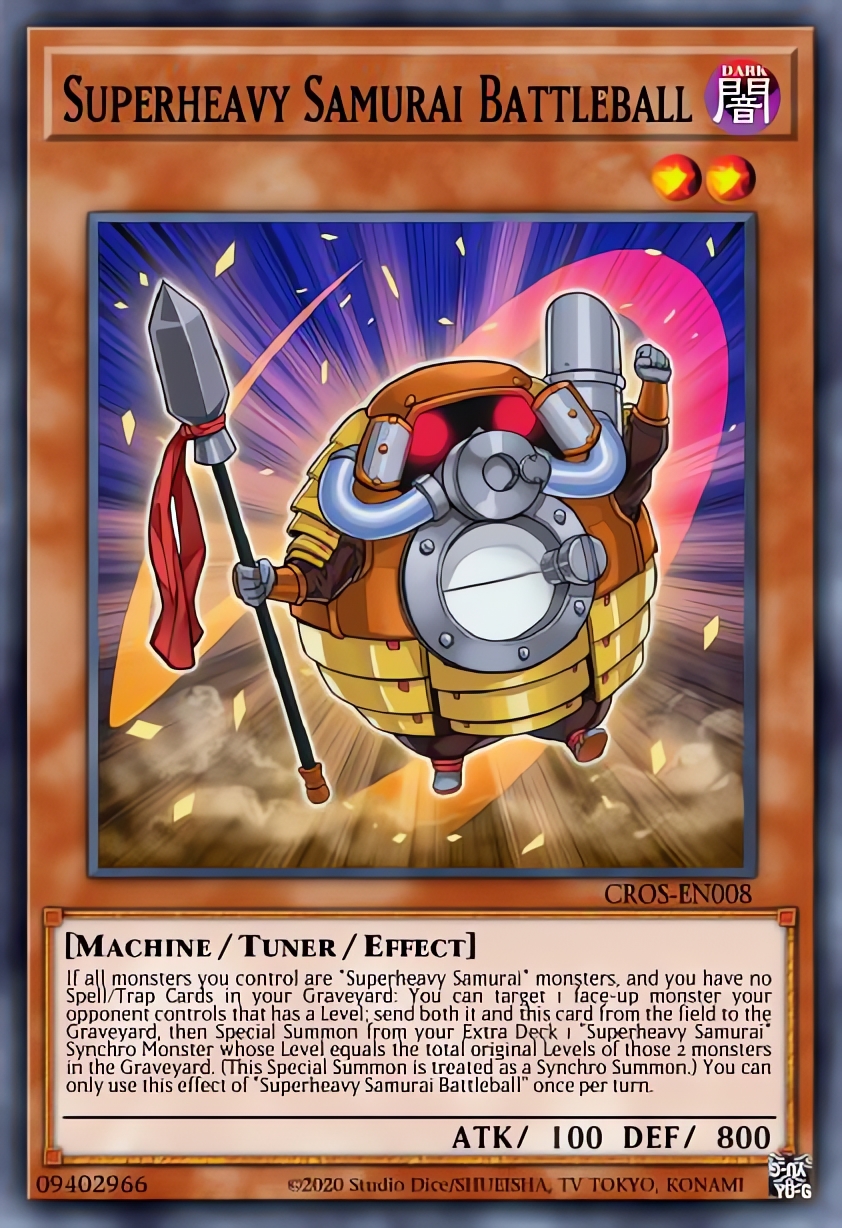 SUPERHEAVY SAMURAI BATTLEBALL
DARK
闇
CROS-EN008
[MACHINE / TUNER / EFFECT]
If all monsters you control are "Superheavy Samurai" monsters, and you have no
Spell/Trap Cards in your Graveyard: You can target 1 face-up monster your
opponent controls that has a Level; send both it and this card from the field to the
Graveyard, then Special Summon from your Extra Deck 1 "Superheavy Samurai"
Synchro Monster whose Level equals the total original Levels of those 2 monsters
in the Graveyard. (This Special Summon is treated as a Synchro Summon.) You can
only use this effect of "Superheavy Samurai Battleball" once per turn.
ATK/ 100 DEF/ 800
09402966
©2020 Studio Dice/SHUEISHA, TV TOKYO, KONAMI